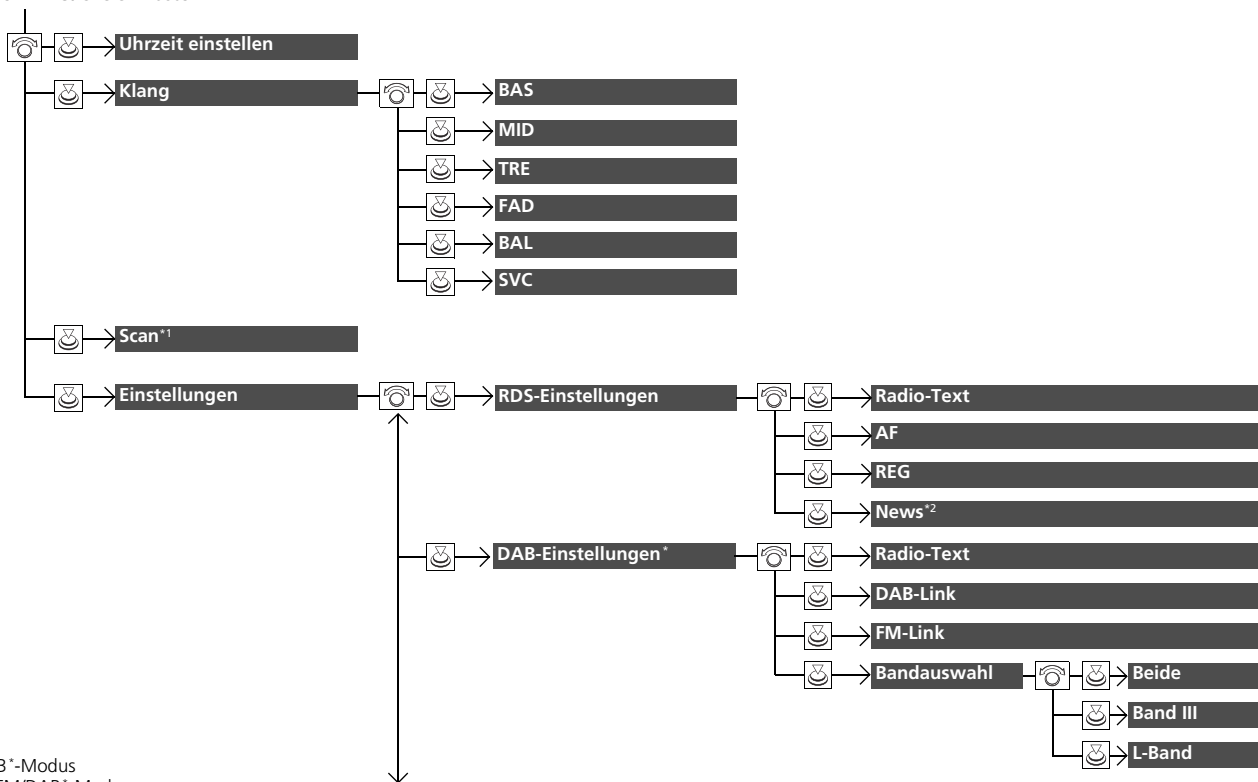 Uhrzeit einstellen
Klang
BAS
MID
TRE
FAD
BAL
SVC
Scan*1
Einstellungen
RDS-Einstellungen
Radio-Text
AF
REG
News*2
DAB-Einstellungen*
Radio-Text
DAB-Link
FM-Link
Bandauswahl
Beide
Band III
L-Band
*-Modus